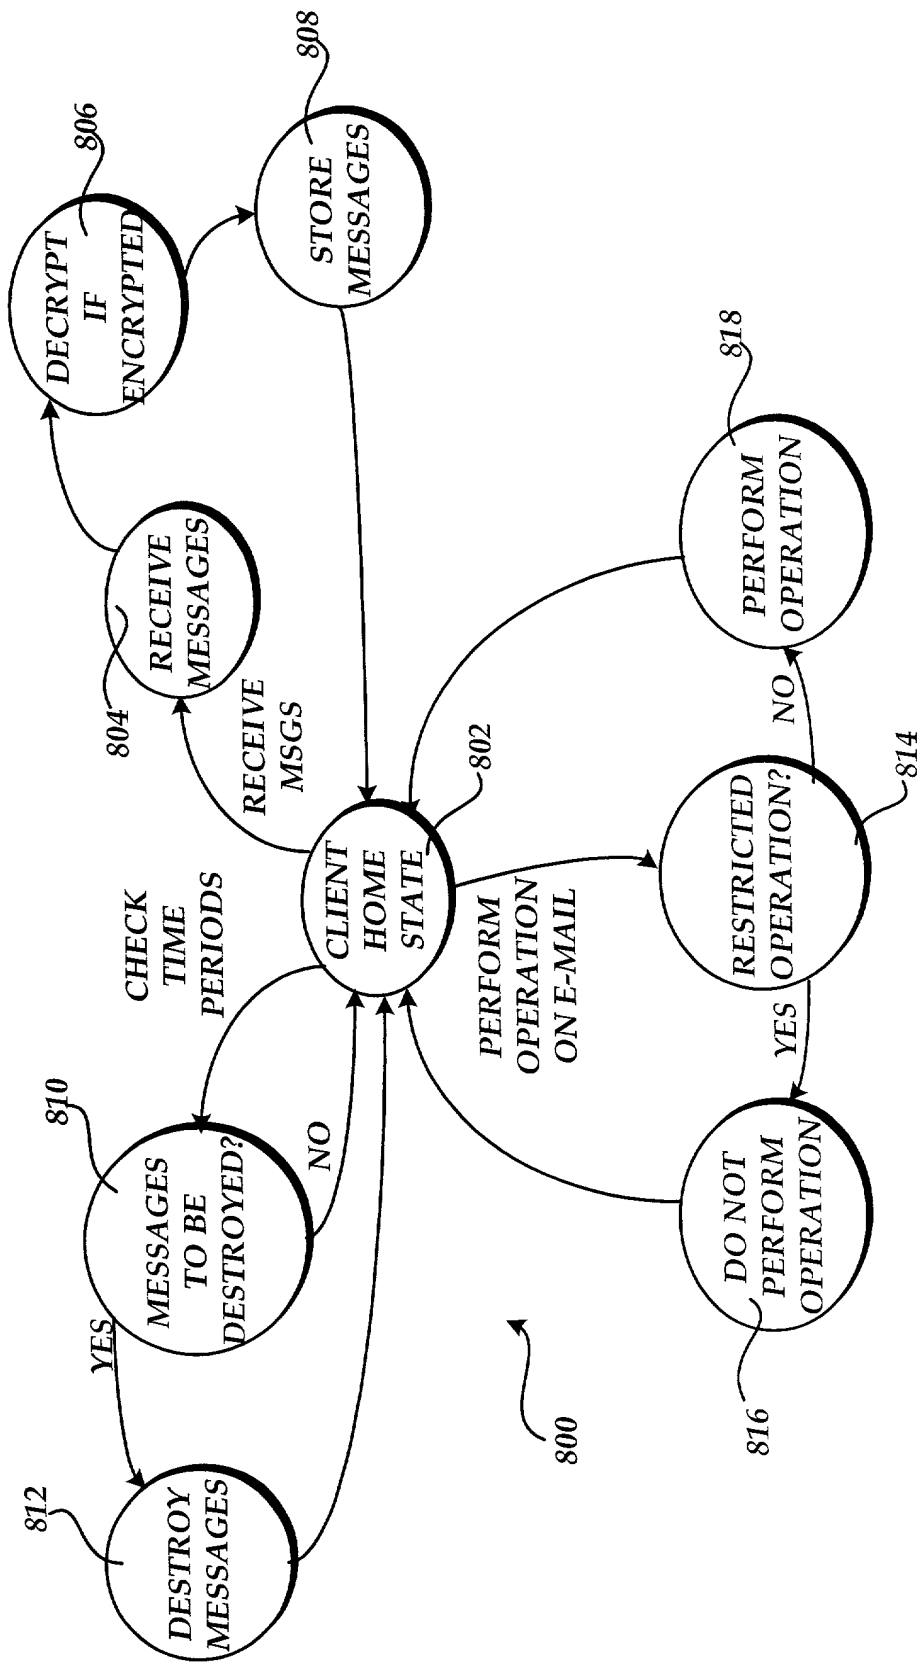 812
DESTROY
MESSAGES
YES
810
MESSAGES
TO BE
DESTROYED?
NO
CHECK
TIME
PERIODS
CLIENT
HOME
STATE
802
RECEIVE
MSGS
804
RECEIVE
MESSAGES
806
DECRYPT
IF
ENCRYPTED
808
STORE
MESSAGES
800
PERFORM
OPERATION
ON E-MAIL
816
DO NOT
PERFORM
OPERATION
YES
RESTRICTED
OPERATION?
814
NO
PERFORM
OPERATION
818